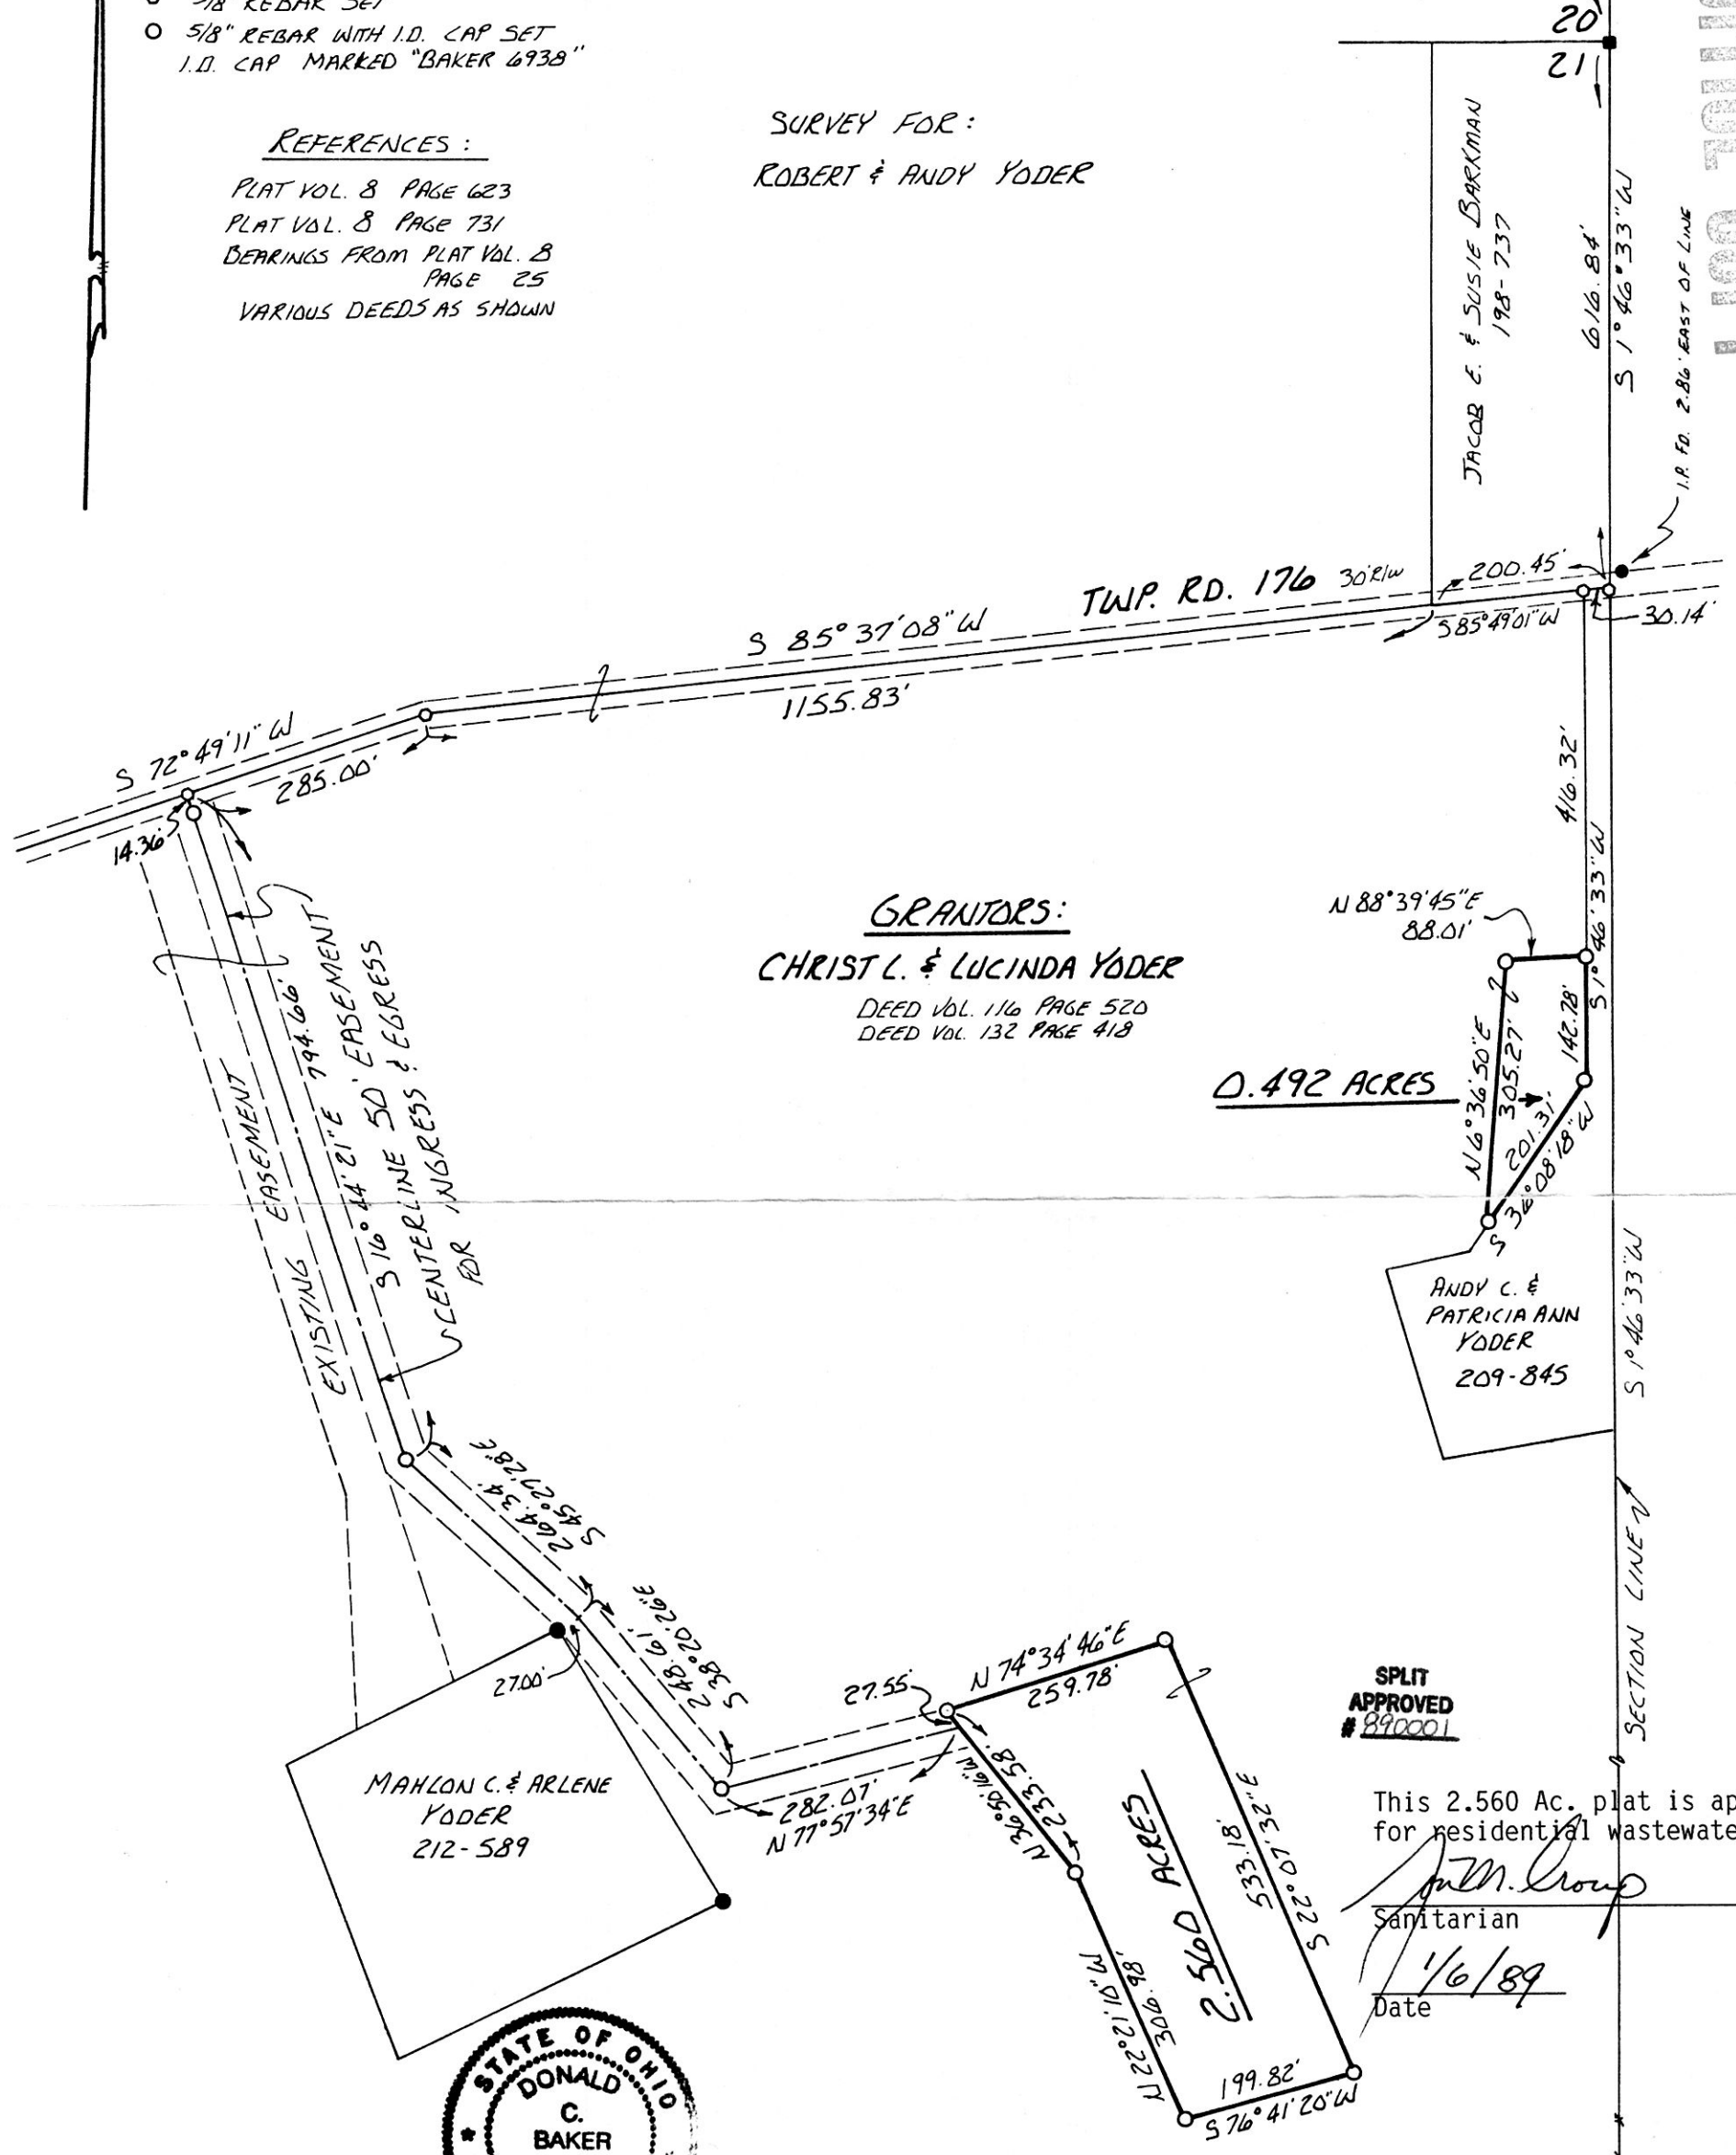 5/8" REBAR SET
5/8" REBAR WITH I.D. CAP SET
I.D. CAP MARKED "BAKER 6938"
REFERENCES :
PLAT VOL. 8 PAGE 623
PLAT VOL. 8 PAGE 731
BEARINGS FROM PLAT VOL. 8
PAGE 25
VARIOUS DEEDS AS SHOWN
SURVEY FOR :
ROBERT & ANDY YODER
20
21
JACOB E. & SUSIE BARKMAN
198-737
616.84'
S 1° 46' 33" W
I.P. FD. 2.86' EAST OF LINE
TWP. RD. 176 30' R/W
200.45'
S 85° 49' 01" W
30.14'
S 85° 37' 08" W
1155.83'
S 72° 49' 11" W
285.00'
14.36'
416.32'
S 1° 46' 33" W
GRANTORS:
CHRIST L. & LUCINDA YODER
DEED VOL. 116 PAGE 520
DEED VOL. 132 PAGE 418
N 88° 39' 45" E
88.01'
142.78'
N 6° 36' 50" E
305.27'
201.31'
S 36° 08' 18" W
0.492 ACRES
EXISTING EASEMENT
S 16° 44' 21" E 794.66'
CENTERLINE 50' EASEMENT
FOR INGRESS & EGRESS
ANDY C. &
PATRICIA ANN
YODER
209-845
S 1° 46' 33" W
SECTION LINE
S 45° 27' 28" E
264.34'
S 38° 20' 26" E
248.61'
27.00'
27.55'
N 74° 34' 46" E
259.78'
282.07'
N 77° 57' 34" E
N 36° 50' 16" W
233.58'
2.560 ACRES
533.18'
S 22° 07' 32" E
N 22° 21' 10" W
306.98'
199.82'
S 76° 41' 20" W
MAHLON C. & ARLENE
YODER
212-589
SPLIT
APPROVED
# 890001
This 2.560 Ac. plat is ap
for residential wastewate
Sanitarian
1/6/89
Date
STATE OF OHIO
DONALD
C.
BAKER